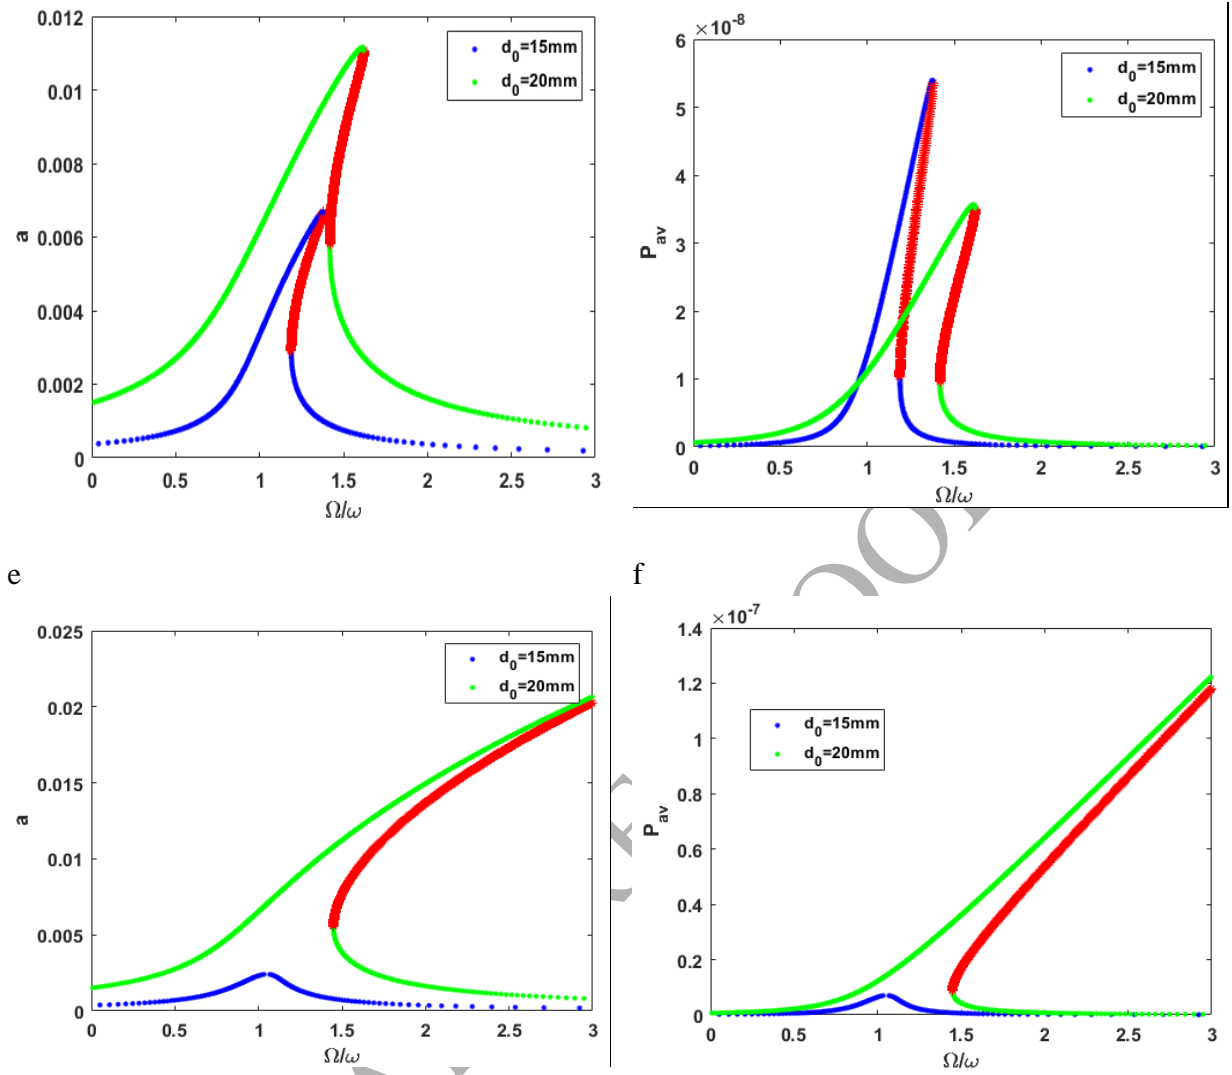 0.012
0.01
0.008
0.006
0.004
0.002
0
a
0 0.5 1 1.5 2 2.5 3
Ω/ω
d0=15mm
d0=20mm
×10-8
6
5
4
3
2
1
0
Pav
0 0.5 1 1.5 2 2.5 3
Ω/ω
d0=15mm
d0=20mm
e
f
0.025
0.02
0.015
0.01
0.005
0
a
0 0.5 1 1.5 2 2.5 3
Ω/ω
d0=15mm
d0=20mm
×10-7
1.4
1.2
1
0.8
0.6
0.4
0.2
0
Pav
0 0.5 1 1.5 2 2.5 3
Ω/ω
d0=15mm
d0=20mm